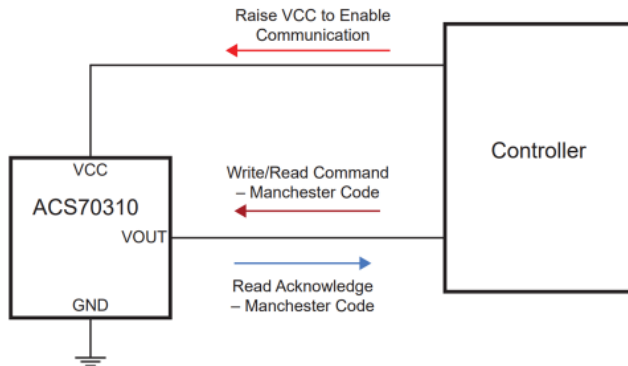 Raise VCC to Enable
Communication
Controller
VCC
ACS70310
VOUT
GND
Write/Read Command
– Manchester Code
Read Acknowledge
– Manchester Code